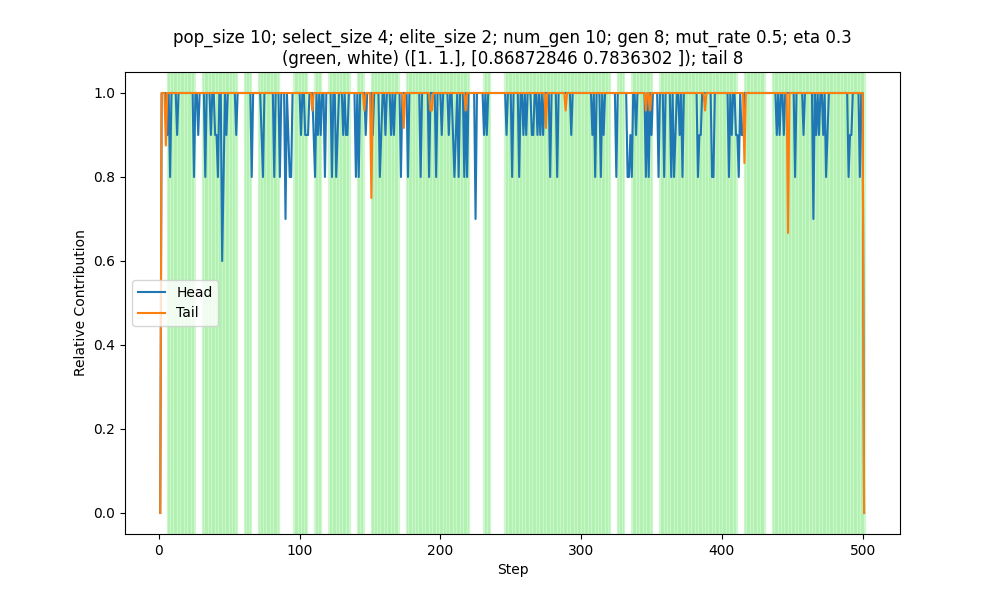 pop_size 10; select_size 4; elite_size 2; num_gen 10; gen 8; mut_rate 0.5; eta 0.3
(green, white) ([1. 1.], [0.86872846 0.7836302 ]); tail 8
1.0
0.8
0.6
0.4
0.2
0.0
Relative Contribution
Head
Tail
0
100
200
300
400
500
Step